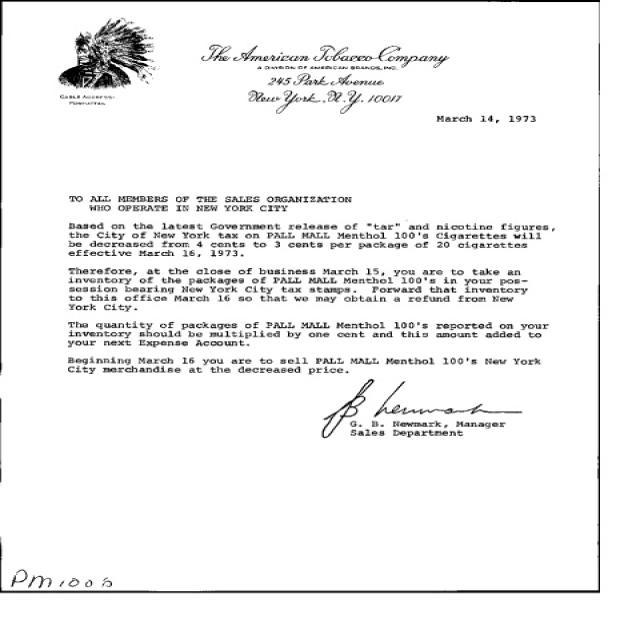 The American Tobacco Company
A DIVISION OF AMERICAN BRANDS, INC.
245 Park Avenue
New York, N.Y. 10017
CABLE ADDRESS:
POWHATTAN
March 14, 1973
TO ALL MEMBERS OF THE SALES ORGANIZATION
WHO OPERATE IN NEW YORK CITY
Based on the latest Government release of "tar" and nicotine figures,
the City of New York tax on PALL MALL Menthol 100's Cigarettes will
be decreased from 4 cents to 3 cents per package of 20 cigarettes
effective March 16, 1973.
Therefore, at the close of business March 15, you are to take an
inventory of the packages of PALL MALL Menthol 100's in your pos-
session bearing New York City tax stamps. Forward that inventory
to this office March 16 so that we may obtain a refund from New
York City.
The quantity of packages of PALL MALL Menthol 100's reported on your
inventory should be multiplied by one cent and this amount added to
your next Expense Account.
Beginning March 16 you are to sell PALL MALL Menthol 100's New York
City merchandise at the decreased price.
G. B. Newmark, Manager
Sales Department
PM 100s